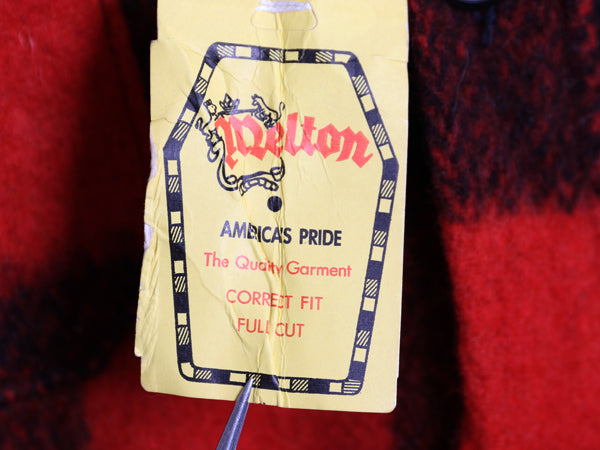 Melton
AMERICA'S PRIDE
The Quality Garment
CORRECT FIT
FULL CUT